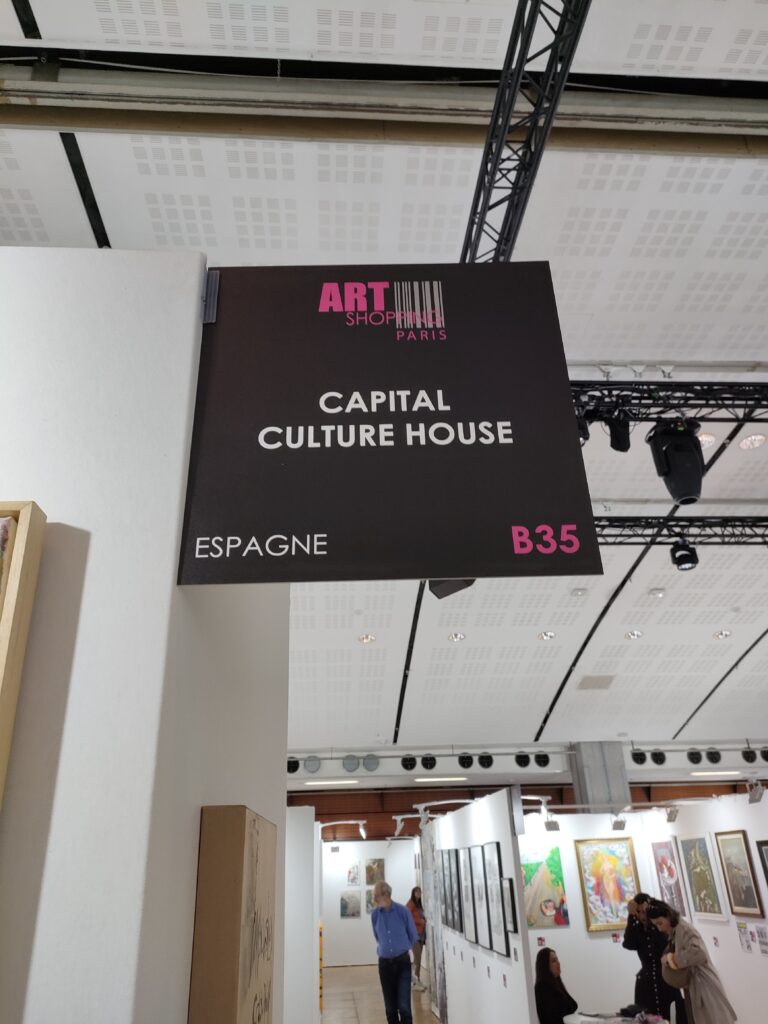 ART
SHOPPING
PARIS
CAPITAL
CULTURE HOUSE
ESPAGNE
B35